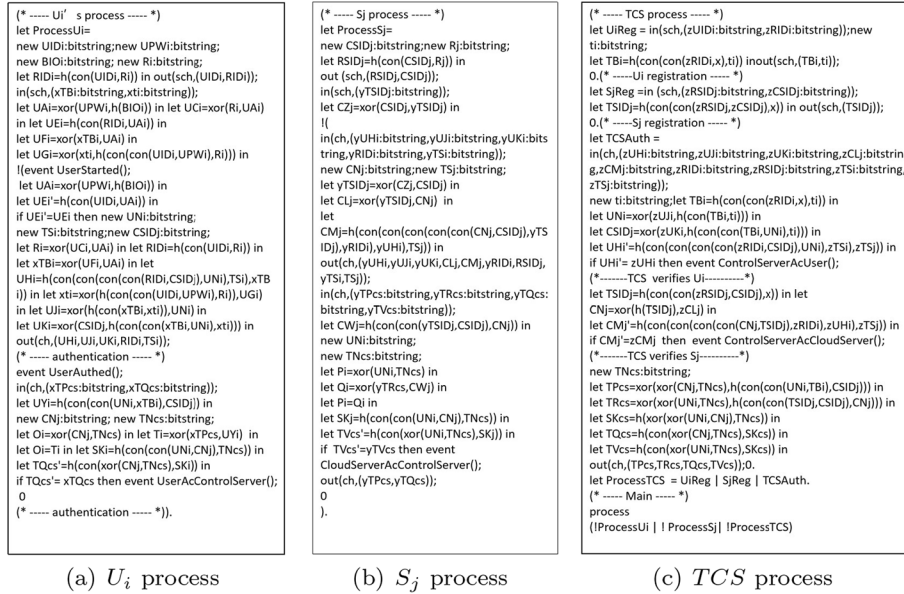 (* ----- Ui’ s process ----- *)
let ProcessUi=
new UIDi:bitstring;new UPWi:bitstring;
new BIOi:bitstring; new Ri:bitstring;
let RIDi=h(con(UIDi,Ri)) in out(sch,(UIDi,RIDi));
in(sch,(xTBi:bitstring,xti:bitstring));
let UAi=xor(UPWi,h(BIOi)) in let UCi=xor(Ri,UAi)
in let UEi=h(con(RIDi,UAi)) in
let UFi=xor(xTBi,UAi) in
let UGi=xor(xti,h(con(con(UIDi,UPWi),Ri))) in
!(event UserStarted();
let UAi=xor(UPWi,h(BIOi)) in
let UEi'=h(con(UIDi,UAi)) in
if UEi'=UEi then new UNi:bitstring;
new TSi:bitstring;new CSIDj:bitstring;
let Ri=xor(UCi,UAi) in let RIDi=h(con(UIDi,Ri)) in
let xTBi=xor(UFi,UAi) in let
UHi=h(con(con(con(con(RIDi,CSIDj),UNi),TSi),xTB
i)) in let xti=xor(h(con(con(UIDi,UPWi),Ri)),UGi)
in let UJi=xor(h(con(xTBi,xti)),UNi) in
let UKi=xor(CSIDj,h(con(con(xTBi,UNi),xti))) in
out(ch,(UHi,UJi,UKi,RIDi,TSi));
(* ----- authentication ----- *)
event UserAuthed();
in(ch,(xTPcs:bitstring,xTQcs:bitstring));
let UYi=h(con(con(UNi,xTBi),CSIDj)) in
new CNj:bitstring; new TNcs:bitstring;
let Oi=xor(CNj,TNcs) in let Ti=xor(xTPcs,UYi) in
let Oi=Ti in let SKi=h(con(con(UNi,CNj),TNcs)) in
let TQcs'=h(con(xor(CNj,TNcs),SKi)) in
if TQcs'= xTQcs then event UserAcControlServer();
0
(* ----- authentication ----- *)).
(a) Ui process
(* ----- Sj process ----- *)
let ProcessSj=
new CSIDj:bitstring;new Rj:bitstring;
let RSIDj=h(con(CSIDj,Rj)) in
out (sch,(RSIDj,CSIDj));
in(sch,(yTSIDj:bitstring));
let CZj=xor(CSIDj,yTSIDj) in
!(
in(ch,(yUHi:bitstring,yUJi:bitstring,yUKi:bits
tring,yRIDi:bitstring,yTSi:bitstring));
new CNj:bitstring;new TSj:bitstring;
let yTSIDj=xor(CZj,CSIDj) in
let CLj=xor(yTSIDj,CNj) in
let
CMj=h(con(con(con(con(con(CNj,CSIDj),yTS
IDj),yRIDi),yUHi),TSj)) in
out(ch,(yUHi,yUJi,yUKi,CLj,CMj,yRIDi,RSIDj,
yTSi,TSj));
in(ch,(yTPcs:bitstring,yTRcs:bitstring,yTQcs:
bitstring,yTVcs:bitstring));
let CWj=h(con(con(yTSIDj,CSIDj),CNj)) in
new UNi:bitstring;
new TNcs:bitstring;
let Pi=xor(UNi,TNcs) in
let Qi=xor(yTRcs,CWj) in
let Pi=Qi in
let SKj=h(con(con(UNi,CNj),TNcs)) in
let TVcs'=h(con(xor(UNi,TNcs),SKj)) in
if TVcs'=yTVcs then event
CloudServerAcControlServer();
out(ch,(yTPcs,yTQcs));
0
).
(b) Sj process
(* ----- TCS process ----- *)
let UiReg = in(sch,(zUIDi:bitstring,zRIDi:bitstring));new
ti:bitstring;
let TBi=h(con(con(zRIDi,x),ti)) inout(sch,(TBi,ti));
0.(* -----Ui registration ----- *)
let SjReg =in (sch,(zRSIDj:bitstring,zCSIDj:bitstring));
let TSIDj=h(con(con(zRSIDj,zCSIDj),x)) in out(sch,(TSIDj));
0.(* -----Sj registration ----- *)
let TCSAuth =
in(ch,(zUHi:bitstring,zUJi:bitstring,zUKi:bitstring,zCLj:bitstrin
g,zCMj:bitstring,zRIDi:bitstring,zRSIDj:bitstring,zTSi:bitstring,
zTSj:bitstring));
new ti:bitstring;let TBi=h(con(con(zRIDi,x),ti)) in
let UNi=xor(zUJi,h(con(TBi,ti))) in
let CSIDj=xor(zUKi,h(con(con(TBi,UNi),ti))) in
let UHi'=h(con(con(con(con(zRIDi,CSIDj),UNi),zTSi),zTSj)) in
if UHi'= zUHi then event ControlServerAcUser();
(*-------TCS verifies Ui----------*)
let TSIDj=h(con(con(zRSIDj,CSIDj),x)) in let
CNj=xor(h(TSIDj),zCLj) in
let CMj'=h(con(con(con(con(CNj,TSIDj),zRIDi),zUHi),zTSj)) in
if CMj'=zCMj then event ControlServerAcCloudServer();
(*-------TCS verifies Sj----------*)
new TNcs:bitstring;
let TPcs=xor(xor(CNj,TNcs),h(con(con(UNi,TBi),CSIDj))) in
let TRcs=xor(xor(UNi,TNcs),h(con(con(TSIDj,CSIDj),CNj))) in
let SKcs=h(xor(xor(UNi,CNj),TNcs)) in
let TQcs=h(con(xor(CNj,TNcs),SKcs)) in
let TVcs=h(con(xor(UNi,TNcs),SKcs)) in
out(ch,(TPcs,TRcs,TQcs,TVcs));0.
let ProcessTCS = UiReg | SjReg | TCSAuth.
(* ----- Main ----- *)
process
(!ProcessUi | ! ProcessSj| !ProcessTCS)
(c) TCS process